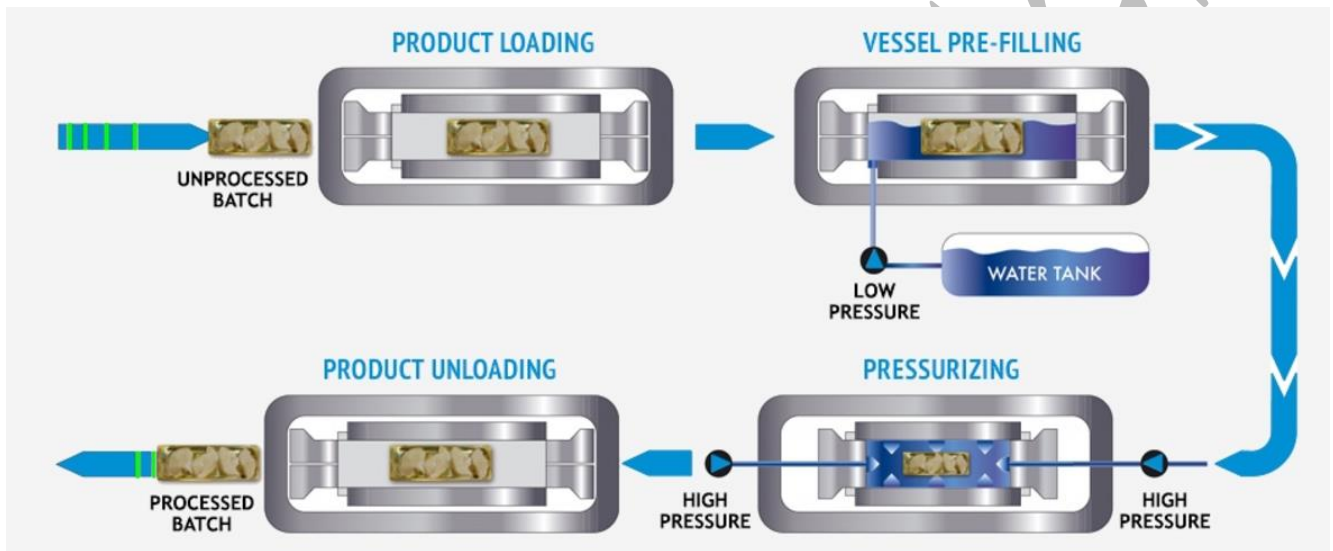 PRODUCT LOADING
VESSEL PRE-FILLING
UNPROCESSED
BATCH
WATER TANK
LOW
PRESSURE
PRODUCT UNLOADING
PRESSURIZING
PROCESSED
BATCH
HIGH
PRESSURE
HIGH
PRESSURE